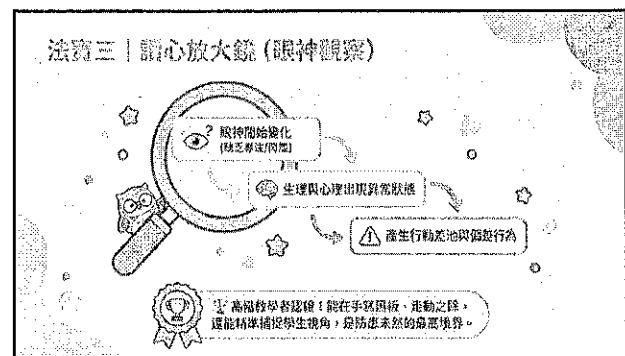 法寶三｜讀心放大鏡 (眼神觀察)
眼神開始變化
(缺乏專注/閃爍)
生理與心理出現異常狀態
產生行動差池與偏差行為
高階教學者認證！能在手寫黑板、走動之餘，
還能精準捕捉學生視角，是防患未然的最高境界。